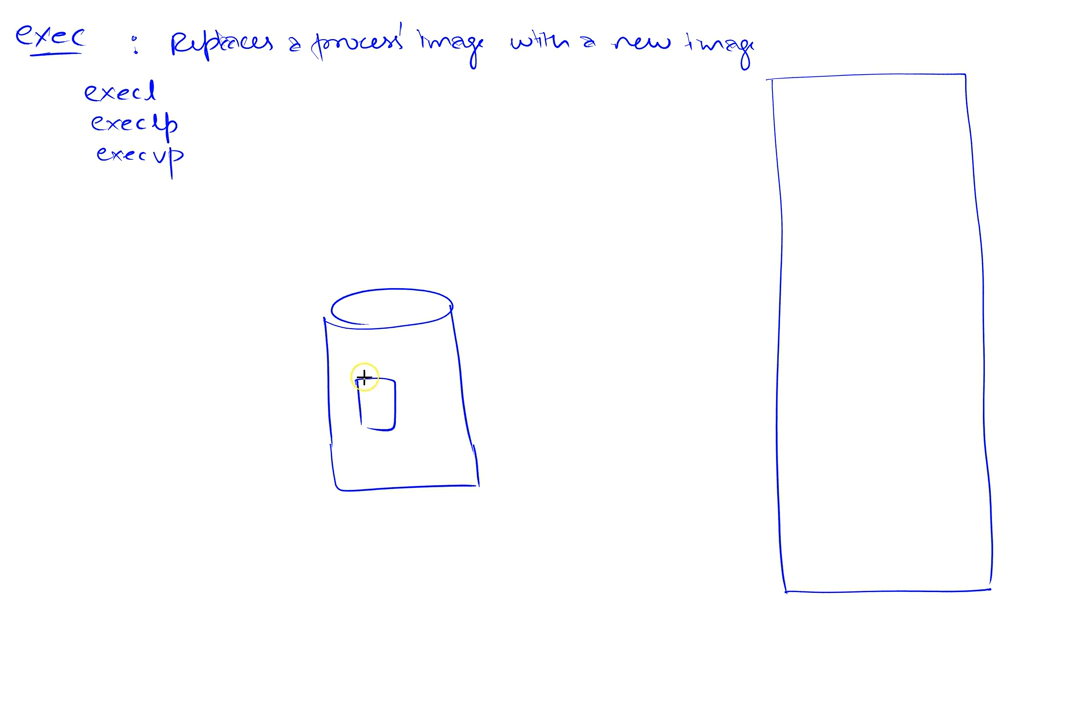 exec : Replaces a process' image with a new image
execl
execlp
execvp